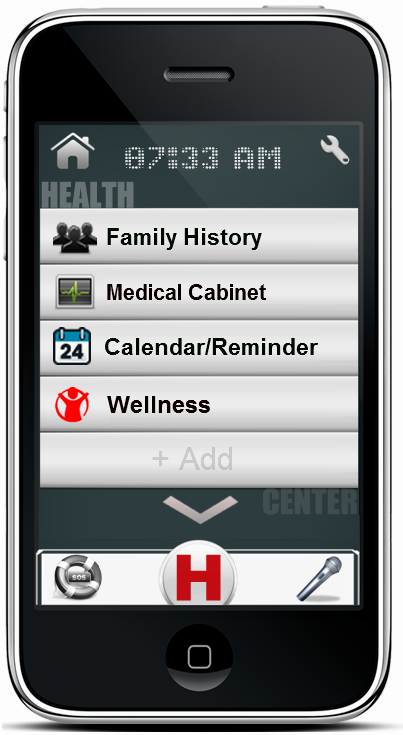 07:33 AM
HEALTH
Family History
Medical Cabinet
24
Calendar/Reminder
Wellness
+ Add
CENTER
SOS
H